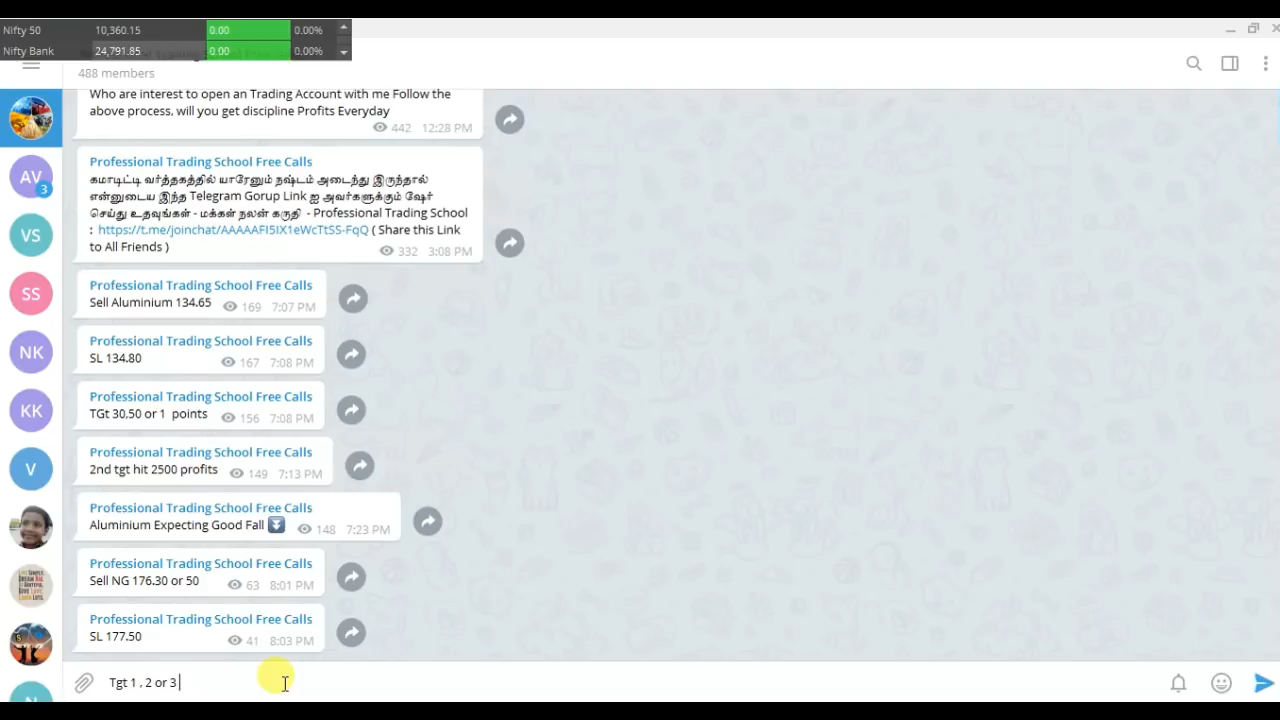 Nifty 50 10,360.15 0.00 0.00%
Nifty Bank 24,791.85 0.00 0.00%
488 members
Who are interest to open an Trading Account with me Follow the
above process, will you get discipline Profits Everyday
442 12:28 PM
Professional Trading School Free Calls
கமாடிட்டி வர்த்தகத்தில் யாரேனும் நஷ்டம் அடைந்து இருந்தால்
என்னுடைய இந்த Telegram Gorup Link ஐ அவர்களுக்கும் ஷேர்
செய்து உதவுங்கள் - மக்கள் நலன் கருதி - Professional Trading School
: https://t.me/joinchat/AAAAAFI5IX1eWcTtSS-FqQ ( Share this Link
to All Friends )
332 3:08 PM
Professional Trading School Free Calls
Sell Aluminium 134.65 169 7:07 PM
Professional Trading School Free Calls
SL 134.80 167 7:08 PM
Professional Trading School Free Calls
TGt 30,50 or 1 points 156 7:08 PM
Professional Trading School Free Calls
2nd tgt hit 2500 profits 149 7:13 PM
Professional Trading School Free Calls
Aluminium Expecting Good Fall 148 7:23 PM
Professional Trading School Free Calls
Sell NG 176.30 or 50 63 8:01 PM
Professional Trading School Free Calls
SL 177.50 41 8:03 PM
Tgt 1 , 2 or 3
AV
3
VS
SS
NK
KK
V